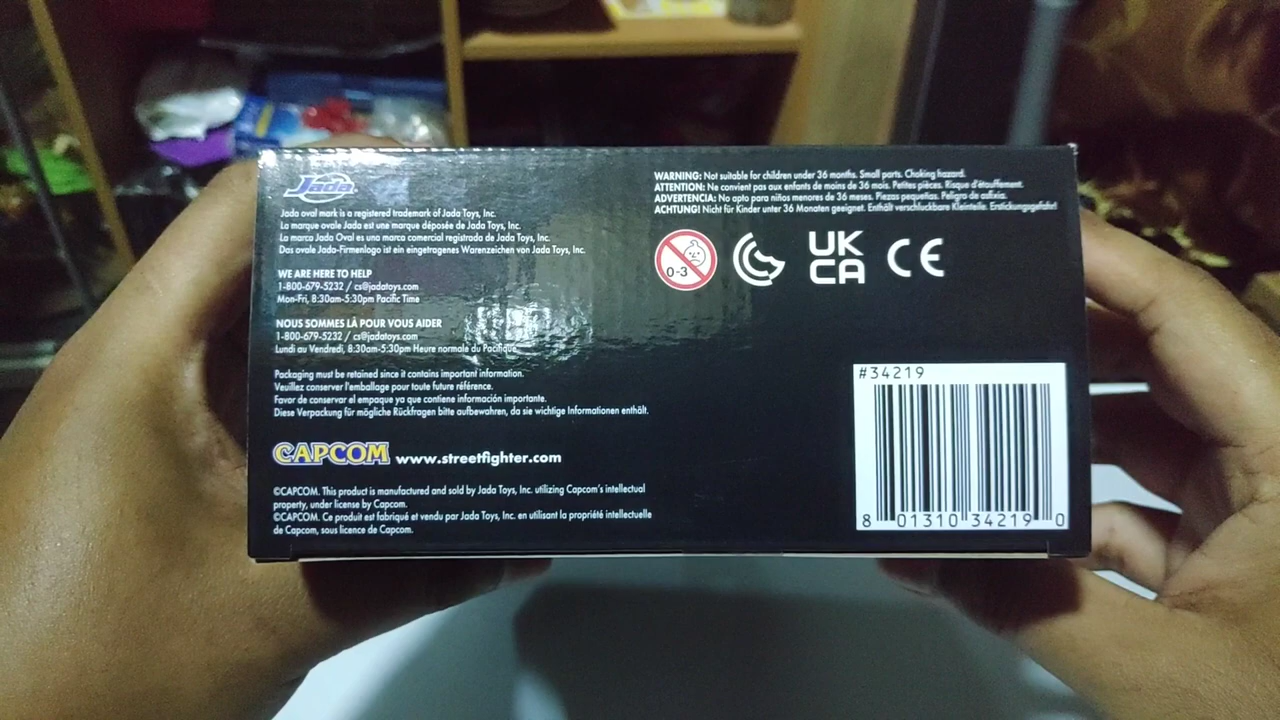 Jada
Jada oval mark is a registered trademark of Jada Toys, Inc.
La marque ovale Jada est une marque déposée de Jada Toys, Inc.
La marca Jada Oval es una marca comercial registrada de Jada Toys, Inc.
Das ovale Jada-Firmenlogo ist ein eingetragenes Warenzeichen von Jada Toys, Inc.
WE ARE HERE TO HELP
1-800-679-5232 / cs@jadatoys.com
Mon-Fri, 8:30am-5:30pm Pacific Time
NOUS SOMMES LÀ POUR VOUS AIDER
1-800-679-5232 / cs@jadatoys.com
Lundi au Vendredi, 8:30am-5:30pm Heure normale du Pacifique
Packaging must be retained since it contains important information.
Veuillez conserver l'emballage pour toute future référence.
Favor de conservar el empaque ya que contiene información importante.
Diese Verpackung für mögliche Rückfragen bitte aufbewahren, da sie wichtige Informationen enthält.
CAPCOM www.streetfighter.com
©CAPCOM. This product is manufactured and sold by Jada Toys, Inc. utilizing Capcom's intellectual
property, under license by Capcom.
©CAPCOM. Ce produit est fabriqué et vendu par Jada Toys, Inc. en utilisant la propriété intellectuelle
de Capcom, sous licence de Capcom.
WARNING: Not suitable for children under 36 months. Small parts. Choking hazard.
ATTENTION: Ne convient pas aux enfants de moins de 36 mois. Petites pièces. Risque d'étouffement.
ADVERTENCIA: No apto para niños menores de 36 meses. Piezas pequeñas. Peligro de asfixia.
ACHTUNG! Nicht für Kinder unter 36 Monaten geeignet. Enthält verschluckbare Kleinteile. Erstickungsgefahr!
0-3
UK
CA
CE
#34219
8 01310 34219 0